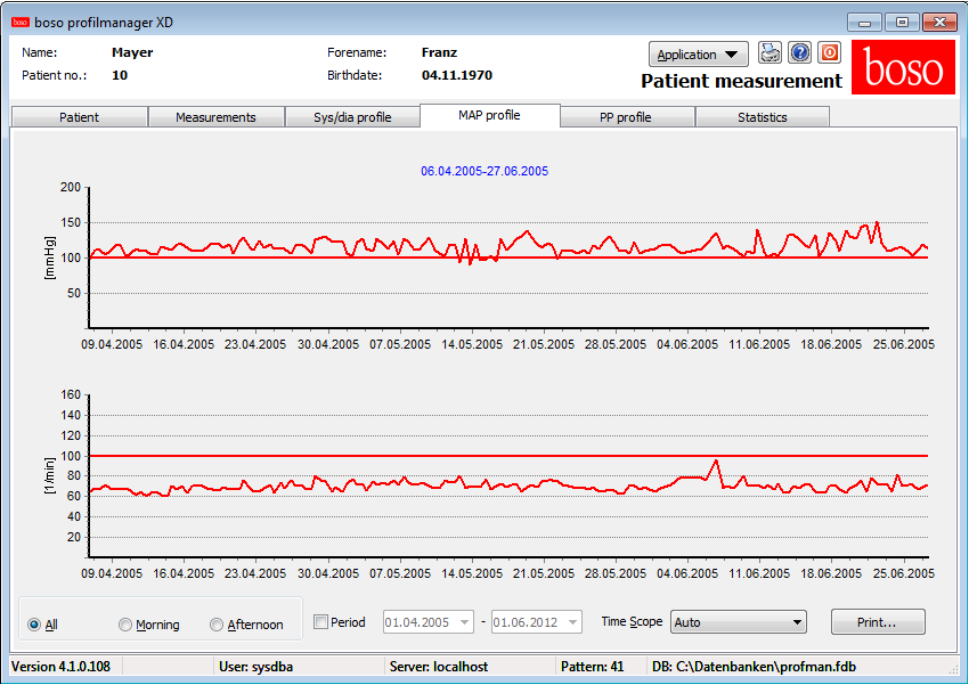 boso boso profilmanager XD
Name: Mayer Forename: Franz Application
Patient no.: 10 Birthdate: 04.11.1970 Patient measurement boso
Patient Measurements Sys/dia profile MAP profile PP profile Statistics
06.04.2005-27.06.2005
200
150
100
50
[mmHg]
09.04.2005 16.04.2005 23.04.2005 30.04.2005 07.05.2005 14.05.2005 21.05.2005 28.05.2005 04.06.2005 11.06.2005 18.06.2005 25.06.2005
160
140
120
100
80
60
40
20
[1/min]
09.04.2005 16.04.2005 23.04.2005 30.04.2005 07.05.2005 14.05.2005 21.05.2005 28.05.2005 04.06.2005 11.06.2005 18.06.2005 25.06.2005
All Morning Afternoon Period 01.04.2005 - 01.06.2012 Time Scope Auto Print...
Version 4.1.0.108 User: sysdba Server: localhost Pattern: 41 DB: C:\Datenbanken\profman.fdb